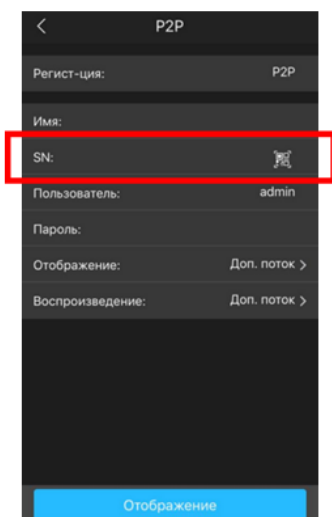 P2P
Регист-ция: P2P
Имя:
SN:
Пользователь: admin
Пароль:
Отображение: Доп. поток
Воспроизведение: Доп. поток
Отображение